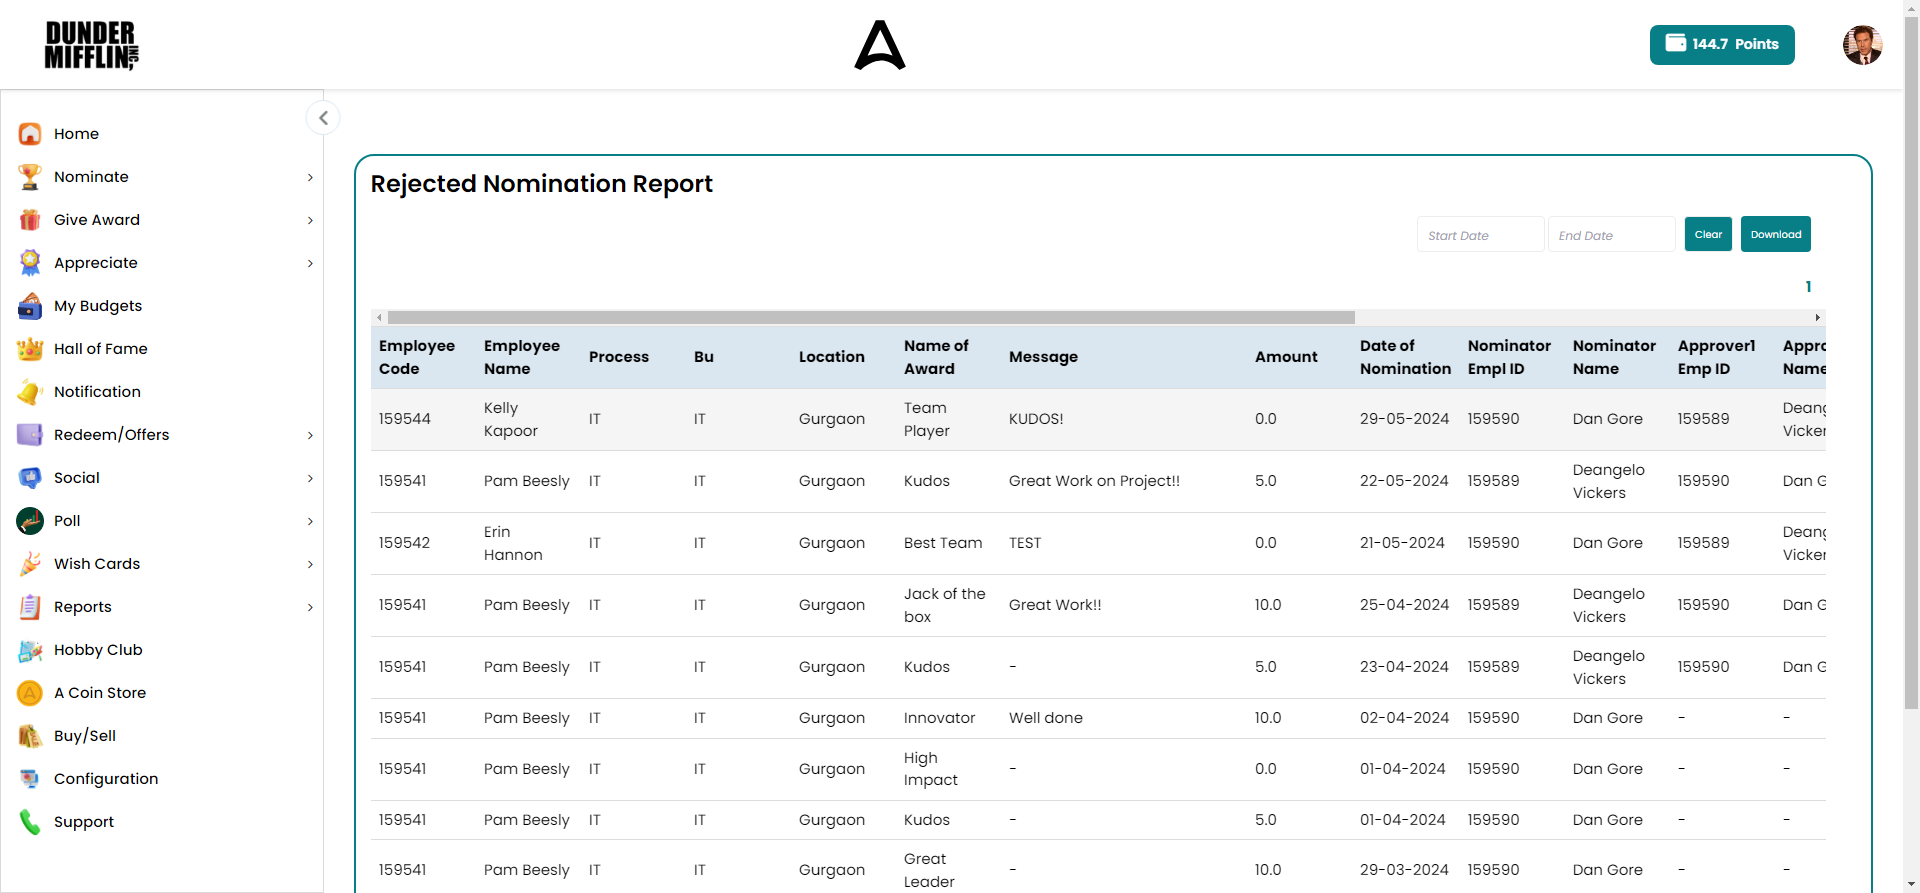 DUNDER
MIFFLIN INC,
144.7 Points
Home
Nominate
Give Award
Appreciate
My Budgets
Hall of Fame
Notification
Redeem/Offers
Social
Poll
Wish Cards
Reports
Hobby Club
A Coin Store
Buy/Sell
Configuration
Support
Rejected Nomination Report
Start Date End Date Clear Download
1
Employee Code Employee Name Process Bu Location Name of Award Message Amount Date of Nomination Nominator Empl ID Nominator Name Approver1 Emp ID Appro Name
159544 Kelly Kapoor IT IT Gurgaon Team Player KUDOS! 0.0 29-05-2024 159590 Dan Gore 159589 Deang Vicker
159541 Pam Beesly IT IT Gurgaon Kudos Great Work on Project!! 5.0 22-05-2024 159589 Deangelo Vickers 159590 Dan G
159542 Erin Hannon IT IT Gurgaon Best Team TEST 0.0 21-05-2024 159590 Dan Gore 159589 Deang Vicker
159541 Pam Beesly IT IT Gurgaon Jack of the box Great Work!! 10.0 25-04-2024 159589 Deangelo Vickers 159590 Dan G
159541 Pam Beesly IT IT Gurgaon Kudos - 5.0 23-04-2024 159589 Deangelo Vickers 159590 Dan G
159541 Pam Beesly IT IT Gurgaon Innovator Well done 10.0 02-04-2024 159590 Dan Gore - -
159541 Pam Beesly IT IT Gurgaon High Impact - 0.0 01-04-2024 159590 Dan Gore - -
159541 Pam Beesly IT IT Gurgaon Kudos - 5.0 01-04-2024 159590 Dan Gore - -
159541 Pam Beesly IT IT Gurgaon Great Leader - 10.0 29-03-2024 159590 Dan Gore - -